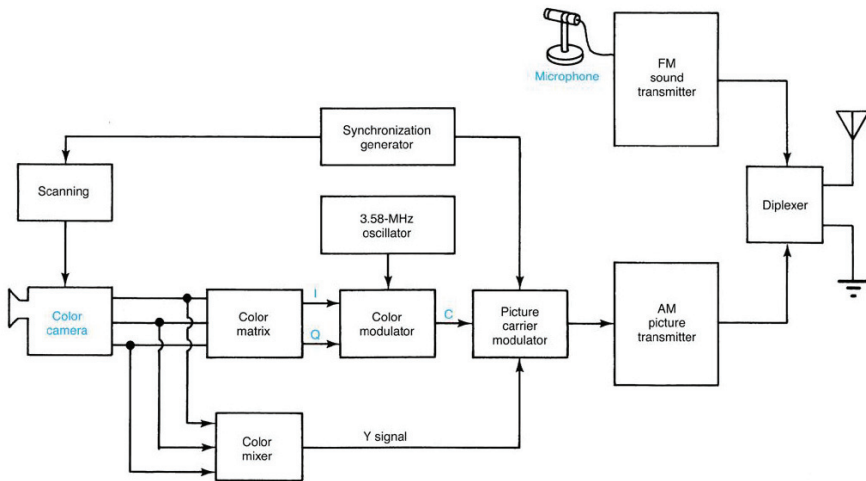 Microphone
FM
sound
transmitter
Synchronization
generator
Scanning
3.58-MHz
oscillator
Diplexer
Color
camera
Color
matrix
I
Q
Color
modulator
C
Picture
carrier
modulator
AM
picture
transmitter
Color
mixer
Y signal